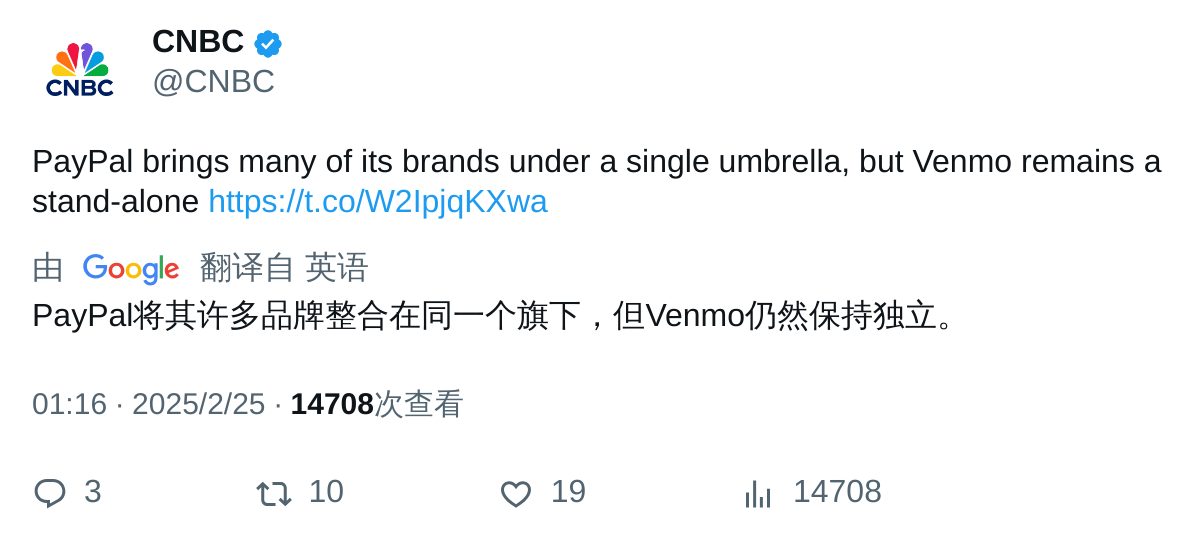 CNBC
CNBC
@CNBC
PayPal brings many of its brands under a single umbrella, but Venmo remains a
stand-alone https://t.co/W2IpjqKXwa
由 Google 翻译自 英语
PayPal将其许多品牌整合在同一个旗下，但Venmo仍然保持独立。
01:16 · 2025/2/25 · 14708次查看
3 10 19 14708